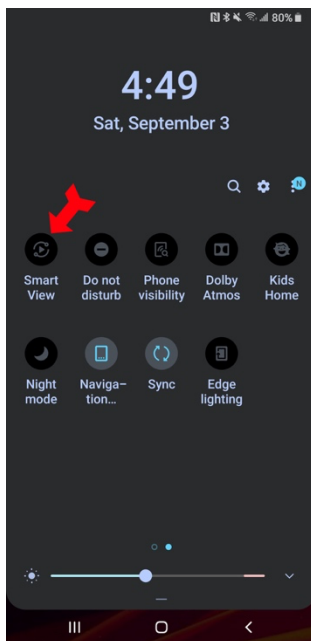 80%
4:49
Sat, September 3
N
Smart View
Do not disturb
Phone visibility
Dolby Atmos
Kids Home
Night mode
Naviga-
tion...
Sync
Edge lighting